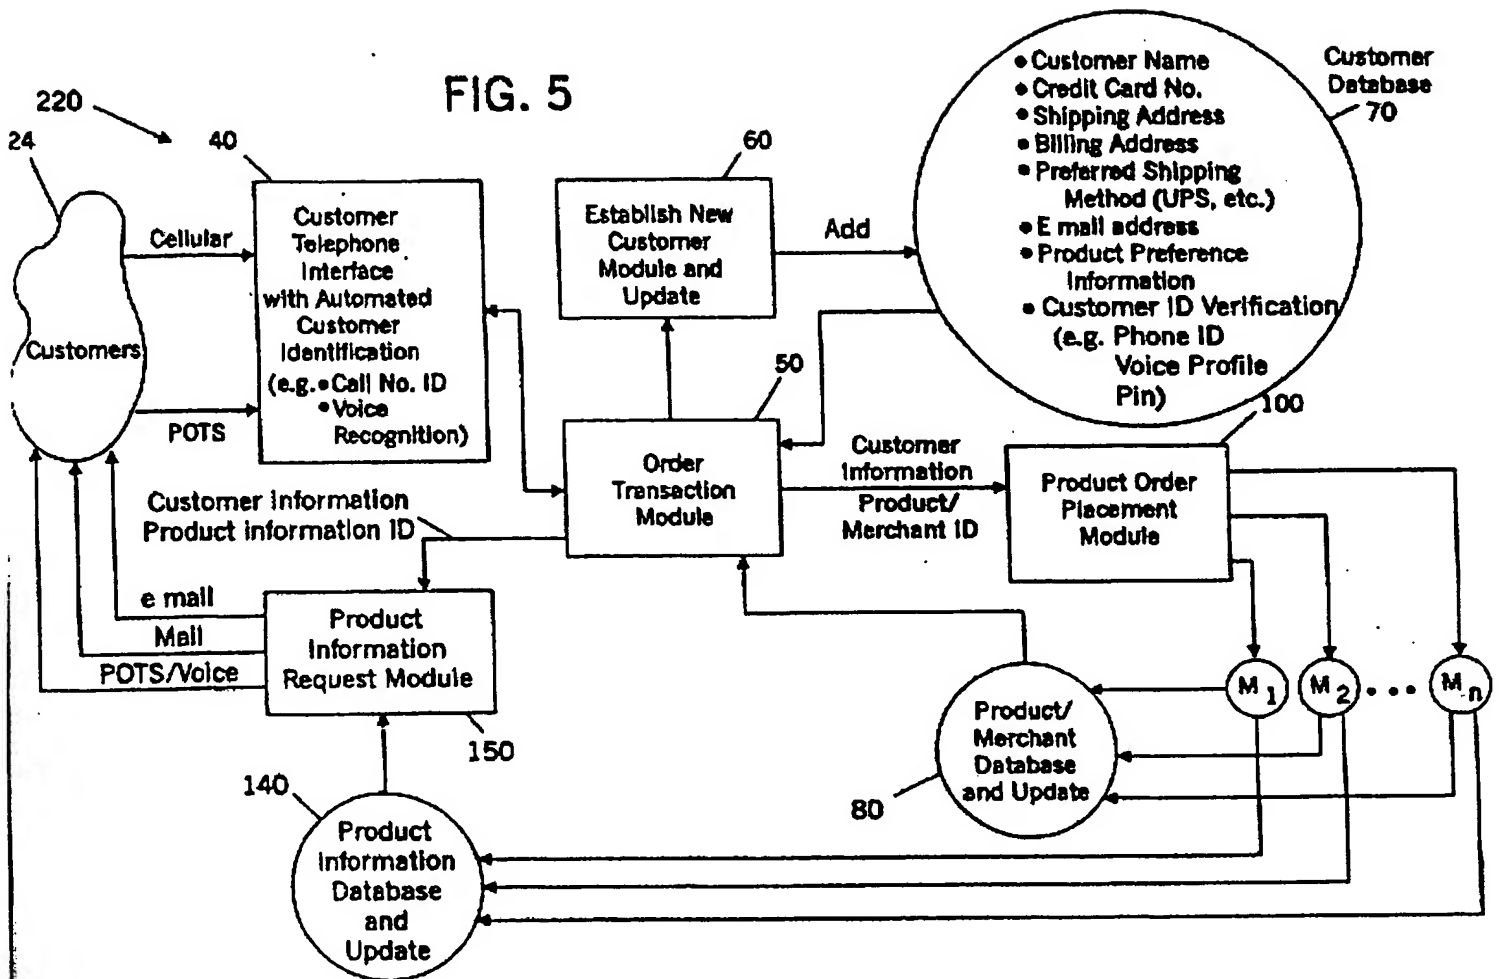 FIG. 5
220
24
Customers
Cellular
POTS
40
Customer
Telephone
Interface
with Automated
Customer
Identification
(e.g. • Call No. ID
• Voice
Recognition)
60
Establish New
Customer
Module and
Update
Add
• Customer Name
• Credit Card No.
• Shipping Address
• Billing Address
• Preferred Shipping
Method (UPS, etc.)
• E mail address
• Product Preference
Information
• Customer ID Verification
(e.g. Phone ID
Voice Profile
Pin)
Customer
Database
70
50
Order
Transaction
Module
Customer
Information
Product/
Merchant ID
100
Product Order
Placement
Module
Customer Information
Product information ID
e mail
Mail
POTS/Voice
Product
Information
Request Module
150
M1
M2
• • •
Mn
Product/
Merchant
Database
and Update
80
140
Product
Information
Database
and
Update